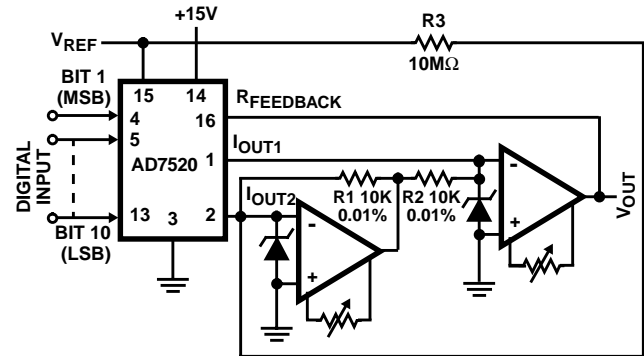 +15V
R3
10MΩ
VREF
BIT 1
(MSB)
15
14
RFEEDBACK
4
16
5
IOUT1
1
AD7520
DIGITAL
INPUT
IOUT2
R1 10K
0.01%
R2 10K
0.01%
-
+
VOUT
13
3
2
-
+
BIT 10
(LSB)